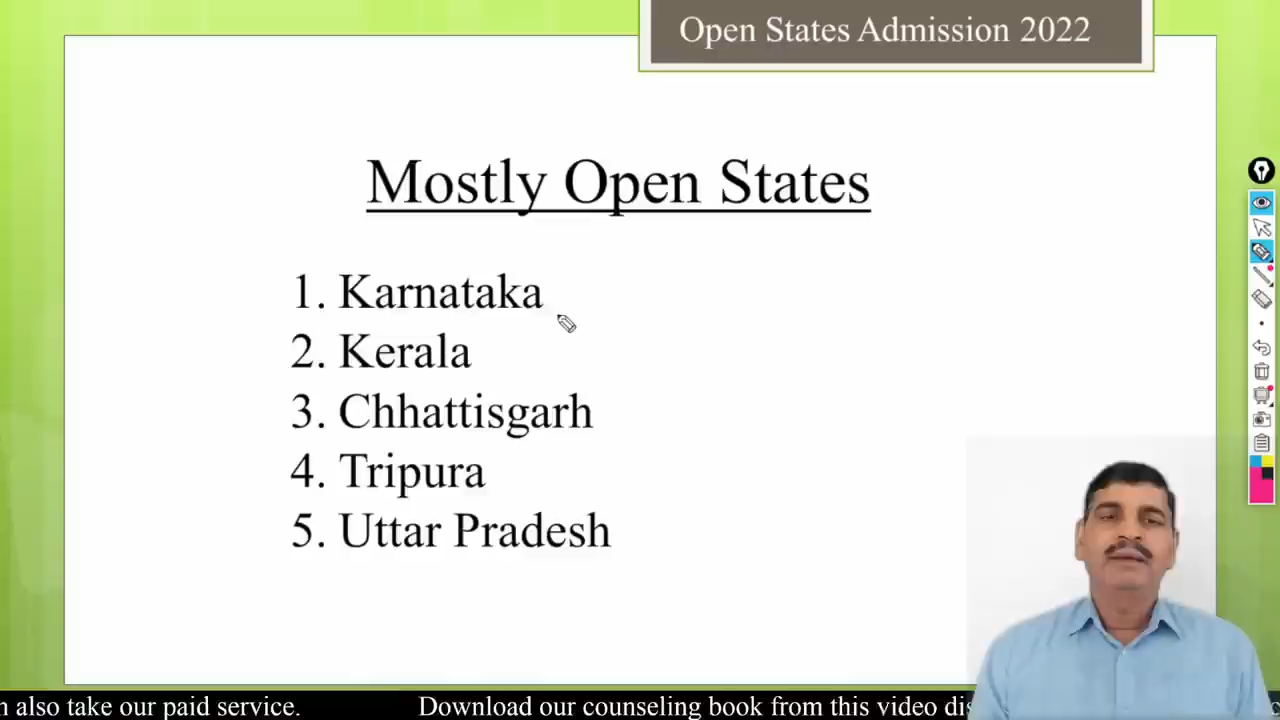 Open States Admission 2022
Mostly Open States
1. Karnataka
2. Kerala
3. Chhattisgarh
4. Tripura
5. Uttar Pradesh
also take our paid service. Download our counseling book from this video